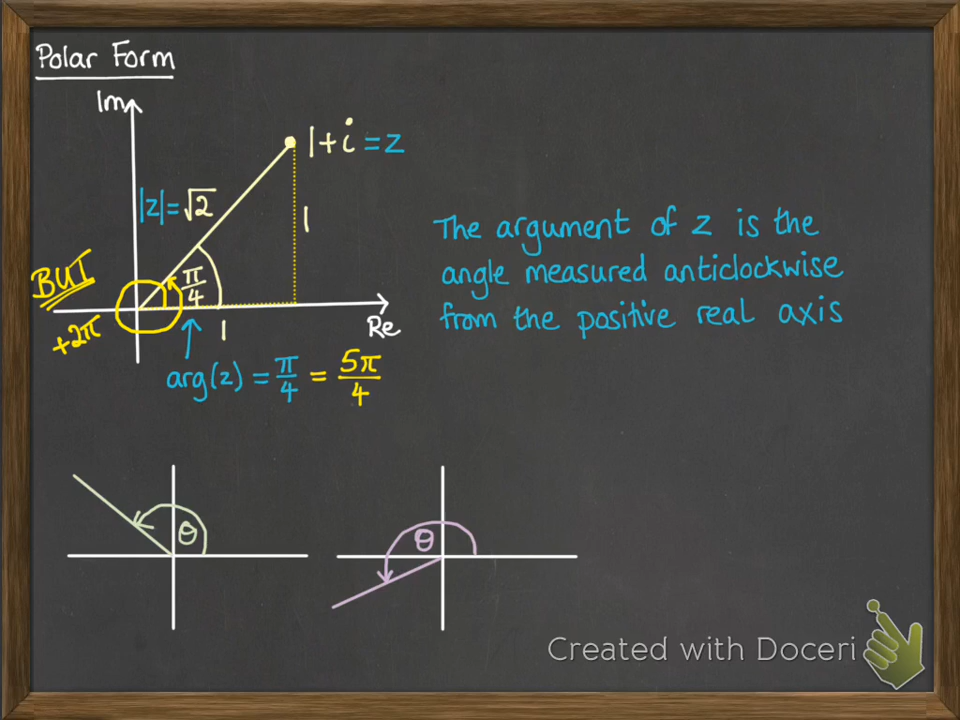 Polar Form
Im
1+i = z
|z| = √2
1
The argument of z is the
angle measured anticlockwise
from the positive real axis
BUT
π/4
+2π
1
Re
arg(z) = π/4 = 5π/4
θ
θ
Created with Doceri